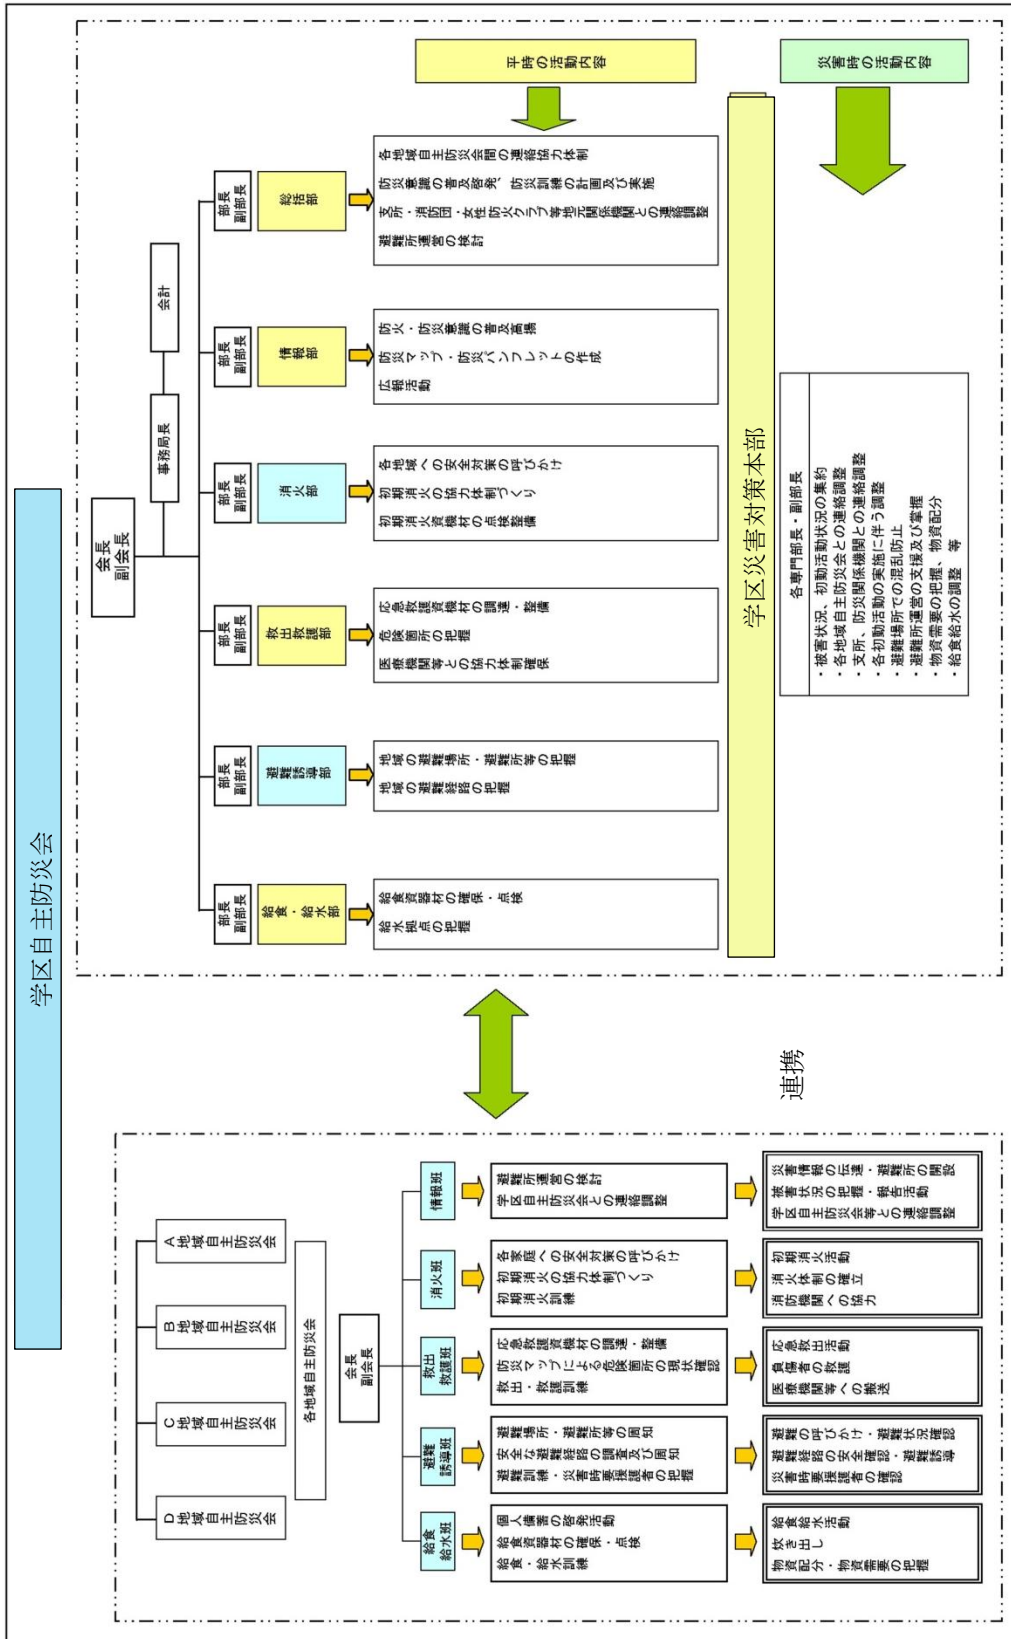 学区自主防災会
D地域自主防災会
C地域自主防災会
B地域自主防災会
A地域自主防災会
各地域自主防災会
会長
副会長
給食
給水班
避難
誘導班
救出
救護班
消火班
情報班
個人備蓄の啓発活動
給食資器材の確保・点検
給食・給水訓練
避難場所・避難所等の周知
安全な避難経路の調査及び周知
避難訓練・災害時要援護者の把握
応急救護資機材の調達・整備
防災マップによる危険箇所の現状確認
救出・救護訓練
各家庭への安全対策の呼びかけ
初期消火の協力体制づくり
初期消火訓練
避難所運営の検討
学区自主防災会との連絡調整
給食給水活動
炊き出し
物資配分・物資需要の把握
避難の呼びかけ・避難状況確認
避難経路の安全確認・避難誘導
災害時要援護者の確認
応急救出活動
負傷者の救護
医療機関等への搬送
初期消火活動
消火体制の確立
消防機関への協力
災害情報の伝達・避難所の開設
被害状況の把握・報告活動
学区自主防災会等との連絡調整
連携
会長
副会長
事務局長
会計
部長
副部長
部長
副部長
部長
副部長
部長
副部長
部長
副部長
部長
副部長
給食・給水部
避難誘導部
救出救護部
消火部
情報部
総括部
平時の活動内容
給食資器材の確保・点検
給水拠点の把握
地域の避難場所・避難所等の把握
地域の避難経路の把握
応急救護資機材の調達・整備
危険箇所の把握
医療機関等との協力体制確保
各地域への安全対策の呼びかけ
初期消火の協力体制づくり
初期消火資機材の点検整備
防火・防災意識の普及高揚
防災マップ・防災パンフレットの作成
広報活動
各地域自主防災会間の連絡協力体制
防災意識の普及啓発、防災訓練の計画及び実施
支所・消防団・女性防火クラブ等地元関係機関との連絡調整
避難所運営の検討
学区災害対策本部
災害時の活動内容
各専門部長・副部長
・被害状況、初動活動状況の集約
・各地域自主防災会との連絡調整
・支所、防災関係機関との連絡調整
・各初動活動の実施に伴う調整
・避難場所での混乱防止
・避難所運営の支援及び掌握
・物資需要の把握、物資配分
・給食給水の調整　等